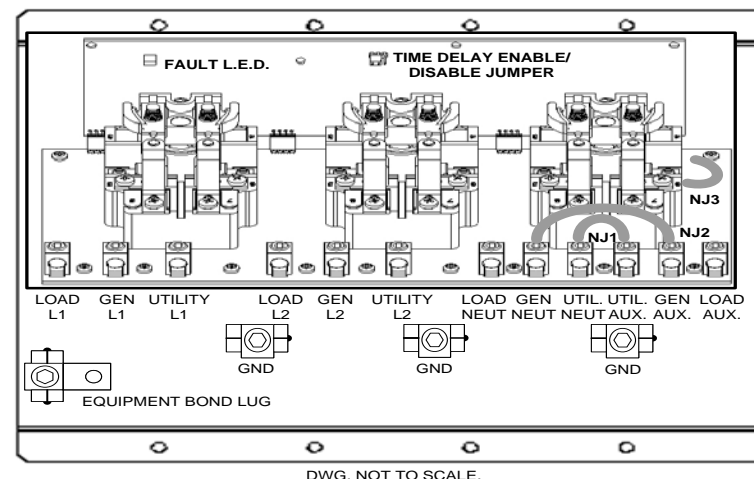 FAULT L.E.D.
TIME DELAY ENABLE/
DISABLE JUMPER
NJ3
NJ1
NJ2
LOAD GEN UTILITY LOAD GEN UTILITY LOAD GEN UTIL. UTIL. GEN LOAD
L1 L1 L1 L2 L2 L2 NEUT NEUT NEUT AUX. AUX. AUX.
GND
GND
GND
EQUIPMENT BOND LUG
DWG. NOT TO SCALE.